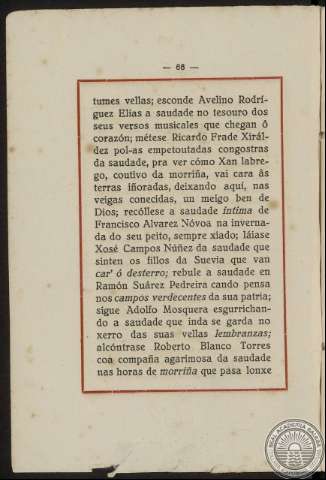 — 68 —
tumes vellas; esconde Avelino Rodrí-
guez Elías a saudade no tesouro dos
seus versos musicales que chegan ó
corazón; métese Ricardo Frade Xirál-
dez pol-as empetoutadas congostras
da saudade, pra ver cómo Xan labre-
go, coutivo da morriña, vai cara ás
terras iñoradas, deixando aquí, nas
veigas conecidas, un meigo ben de
Dios; recóllese a saudade íntima de
Francisco Alvarez Nóvoa na inverna-
da do seu peito, sempre xiado; láiase
Xosé Campos Núñez da saudade que
sinten os fillos da Suevia que van
car' ó desterro; rebule a saudade en
Ramón Suárez Pedreira cando pensa
nos campos verdecentes da sua patria;
sigue Adolfo Mosquera esgurrichan-
do a saudade que inda se garda no
xerro das suas vellas lembranzas;
alcóntrase Roberto Blanco Torres
coa compaña agarimosa da saudade
nas horas de morriña que pasa lonxe
REAL ACADEMIA GALEGA